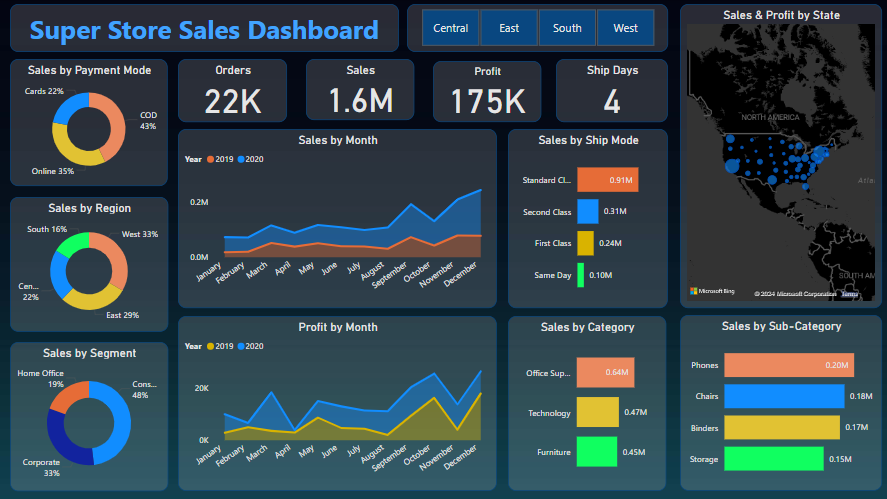 Super Store Sales Dashboard
Central
East
South
West
Sales & Profit by State
NORTH AMERICA
SOUTH AM
Microsoft Bing
© 2024 Microsoft Corporation Terms
Sales by Payment Mode
Cards 22%
COD
43%
Online 35%
Orders
22K
Sales
1.6M
Profit
175K
Ship Days
4
Sales by Month
Year 2019 2020
0.2M
0.0M
January
February
March
April
May
June
July
August
September
October
November
December
Sales by Ship Mode
Standard Cl... 0.91M
Second Class 0.31M
First Class 0.24M
Same Day 0.10M
Sales by Region
South 16%
West 33%
Cen...
22%
East 29%
Sales by Segment
Home Office
19%
Cons...
48%
Corporate
33%
Profit by Month
Year 2019 2020
20K
0K
January
February
March
April
May
June
July
August
September
October
November
December
Sales by Category
Office Sup... 0.64M
Technology 0.47M
Furniture 0.45M
Sales by Sub-Category
Phones 0.20M
Chairs 0.18M
Binders 0.17M
Storage 0.15M